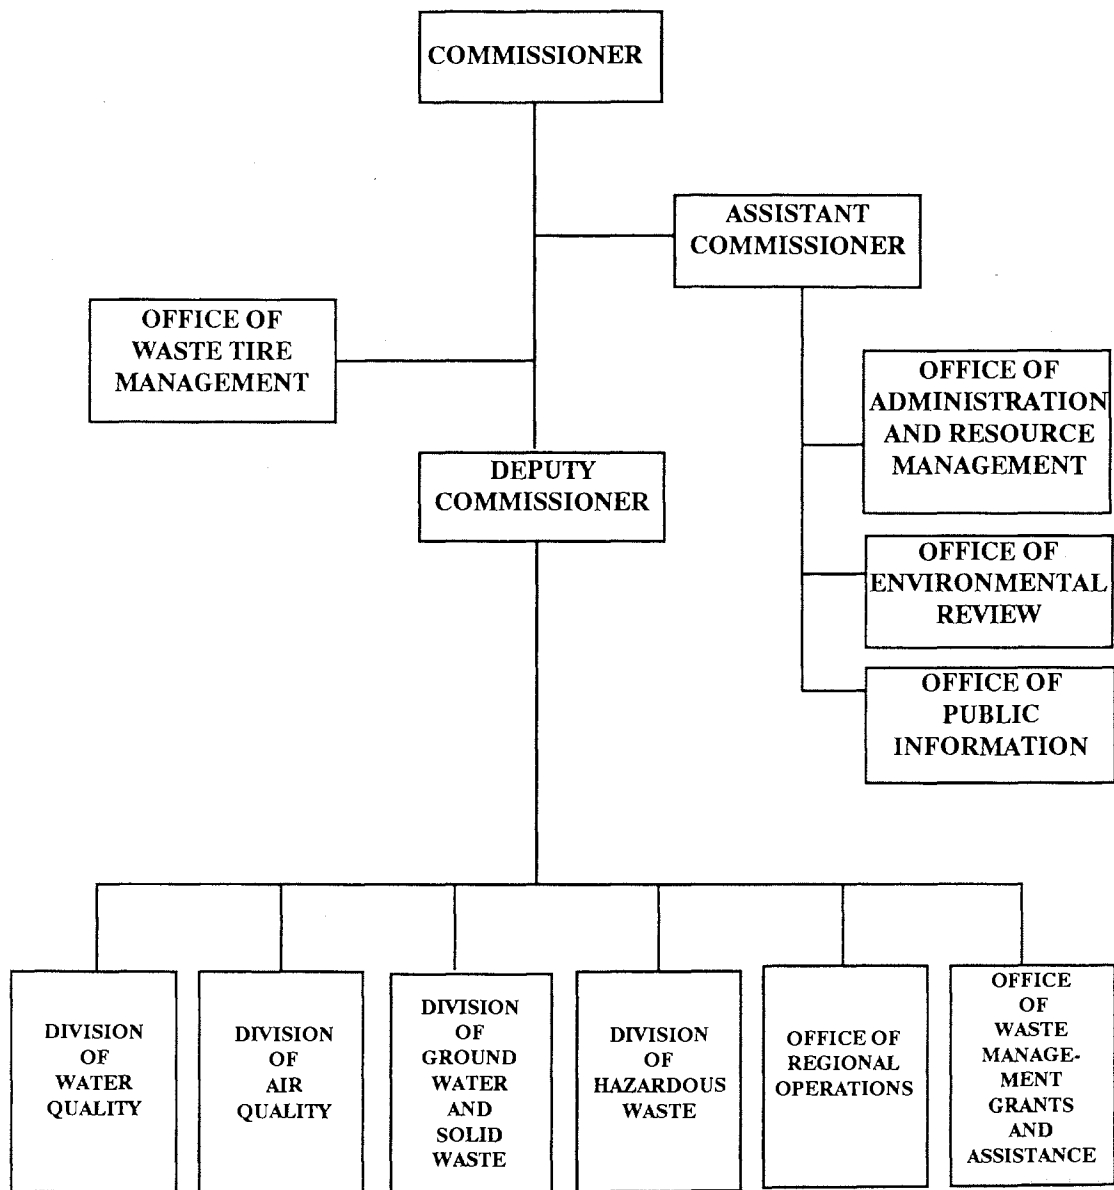 COMMISSIONER
ASSISTANT
COMMISSIONER
OFFICE OF
WASTE TIRE
MANAGEMENT
OFFICE OF
ADMINISTRATION
AND RESOURCE
MANAGEMENT
DEPUTY
COMMISSIONER
OFFICE OF
ENVIRONMENTAL
REVIEW
OFFICE OF
PUBLIC
INFORMATION
DIVISION
OF
WATER
QUALITY
DIVISION
OF
AIR
QUALITY
DIVISION
OF
GROUND
WATER
AND
SOLID
WASTE
DIVISION
OF
HAZARDOUS
WASTE
OFFICE OF
REGIONAL
OPERATIONS
OFFICE
OF
WASTE
MANAGE-
MENT
GRANTS
AND
ASSISTANCE